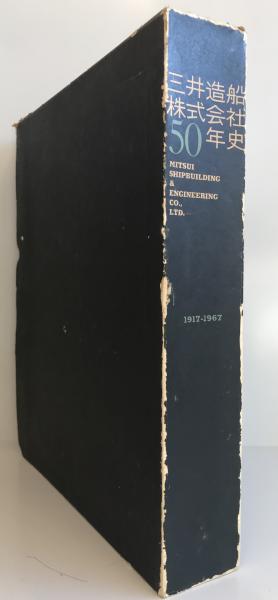 三井造船
株式会社
50年史
MITSUI
SHIPBUILDING
&
ENGINEERING
CO.,
LTD.
1917-1967